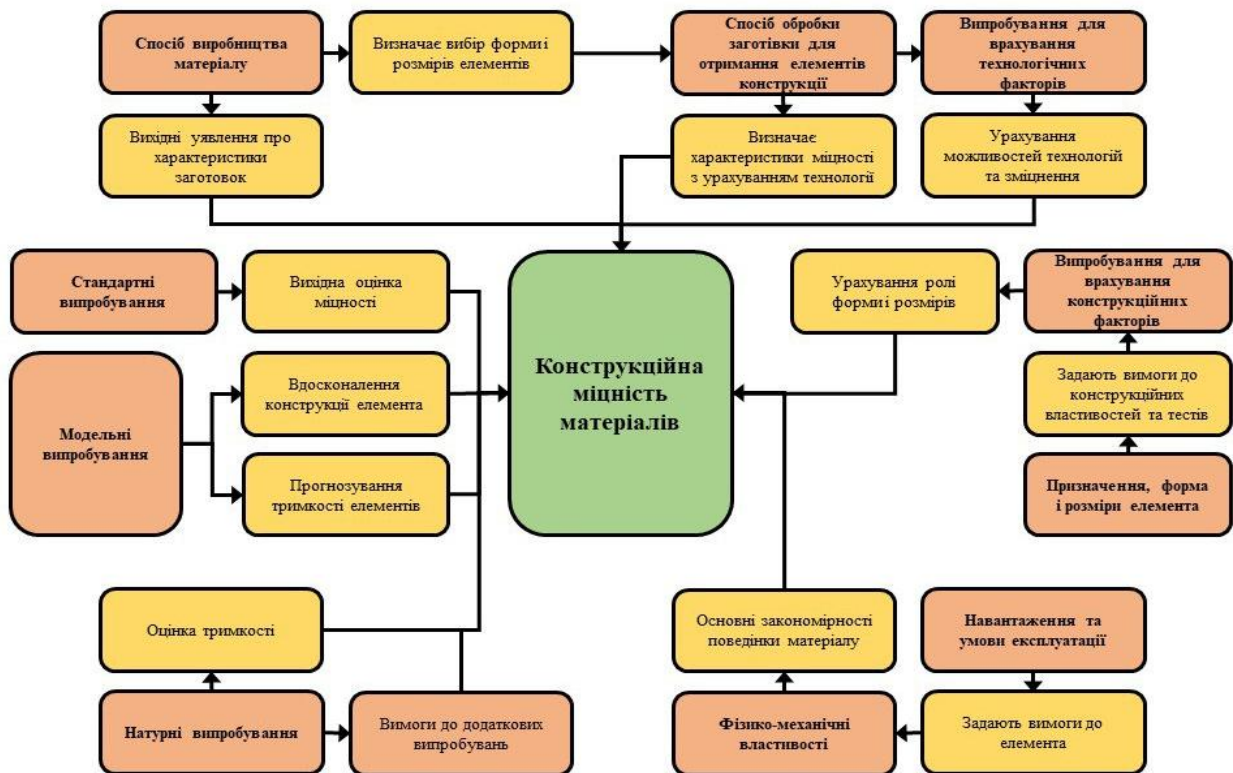 Спосіб виробництва
матеріалу
Визначає вибір форми і
розмірів елементів
Спосіб обробки
заготівки для
отримання елементів
конструкції
Випробування для
врахування
технологічних
факторів
Вихідні уявлення про
характеристики
заготовок
Визначає
характеристики міцності
з урахуванням технології
Урахування
можливостей технологій
та зміцнення
Стандартні
випробування
Вихідна оцінка
міцності
Конструкційна
міцність
матеріалів
Урахування ролі
форми і розмірів
Випробування для
врахування
конструкційних
факторів
Модельні
випробування
Вдосконалення
конструкції елемента
Прогнозування
тримкості елементів
Задають вимоги до
конструкційних
властивостей та тестів
Призначення, форма
і розміри елемента
Оцінка тримкості
Основні закономірності
поведінки матеріалу
Навантаження та
умови експлуатації
Натурні випробування
Вимоги до додаткових
випробувань
Фізико-механічні
властивості
Задають вимоги до
елемента